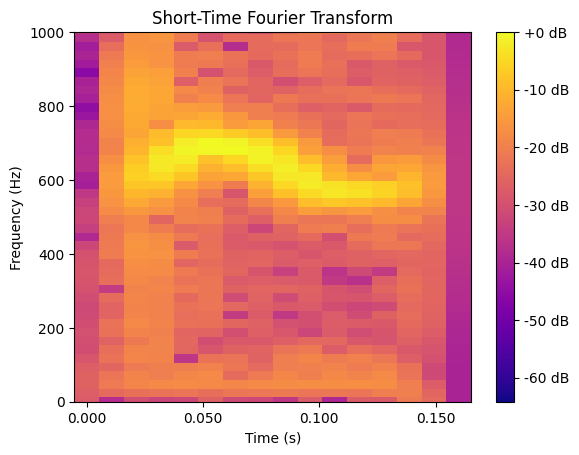 Short-Time Fourier Transform
1000
800
600
400
200
0
Frequency (Hz)
0.000
0.050
0.100
0.150
Time (s)
+0 dB
-10 dB
-20 dB
-30 dB
-40 dB
-50 dB
-60 dB